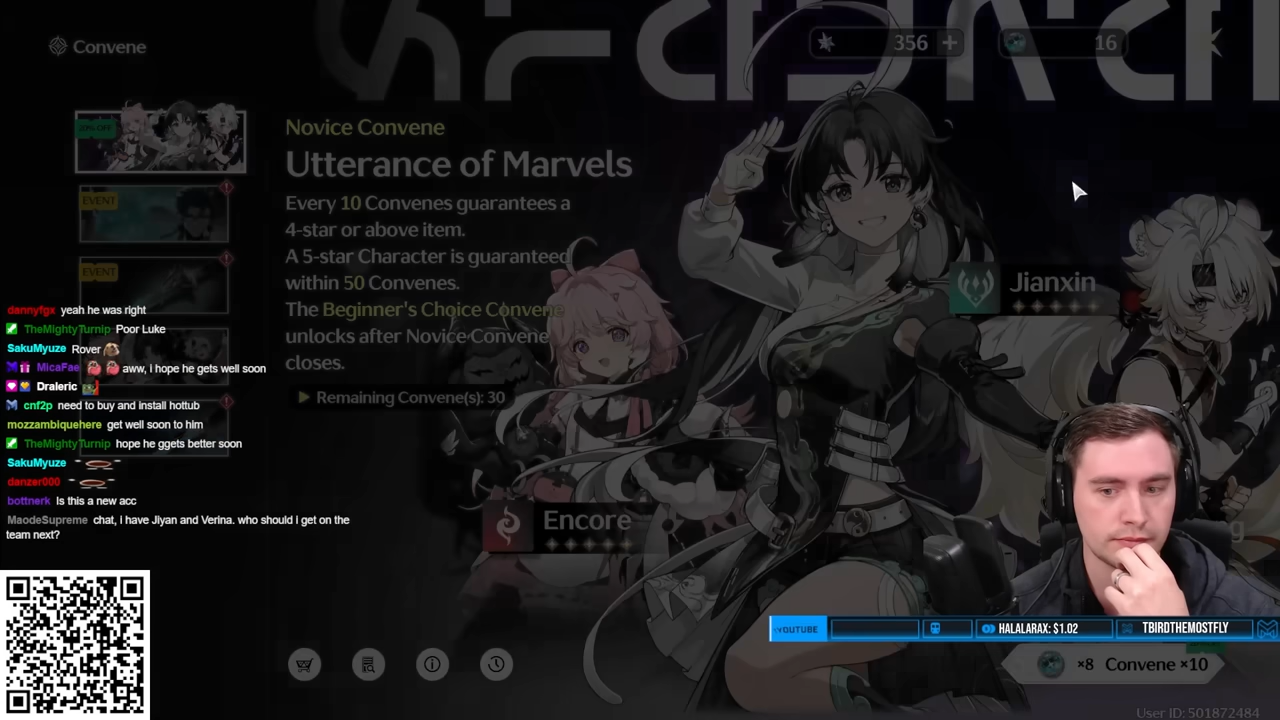 Convene
356 +
16
20% OFF
Novice Convene
Utterance of Marvels
EVENT
Every 10 Convenes guarantees a
4-star or above item.
A 5-star Character is guaranteed
within 50 Convenes.
The Beginner's Choice Convene
unlocks after Novice Convene
closes.
Remaining Convene(s): 30
EVENT
Jianxin
Encore
g
dannyfgx yeah he was right
TheMightyTurnip Poor Luke
SakuMyuze Rover
MicaFae aww, i hope he gets well soon
Draleric
cnf2p need to buy and install hottub
mozzambiquehere get well soon to him
TheMightyTurnip hope he ggets better soon
SakuMyuze
danzer000
bottnerk Is this a new acc
MaodeSupreme chat, i have Jiyan and Verina. who should I get on the
team next?
YOUTUBE
HALALARAX: $1.02
TBIRDTHEMOSTFLY
×8 Convene ×10
User ID: 501872484